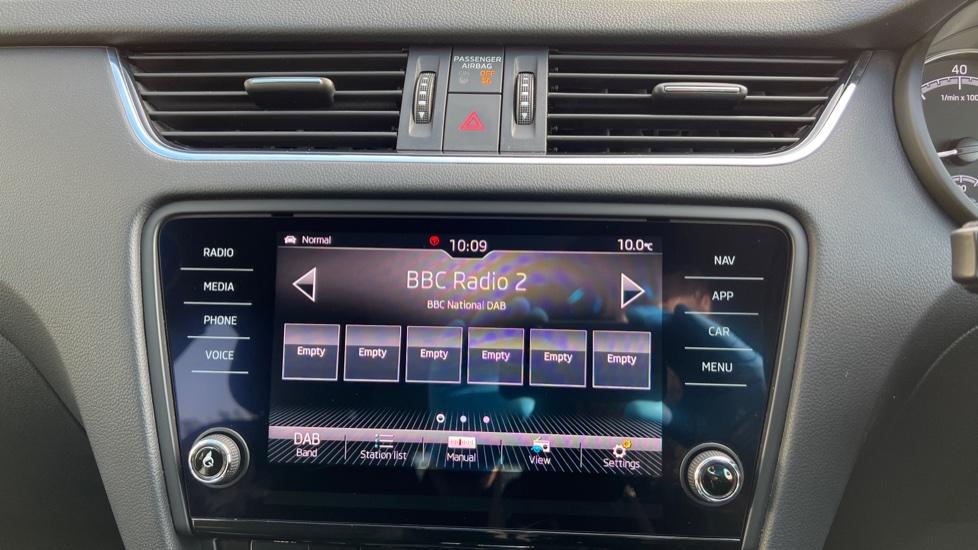 PASSENGER
AIRBAG
OFF
40
1/min x 100
RADIO
MEDIA
PHONE
VOICE
Normal
10:09
10.0°C
BBC Radio 2
BBC National DAB
Empty
Empty
Empty
Empty
Empty
Empty
DAB
Band
Station list
Manual
View
Settings
NAV
APP
CAR
MENU